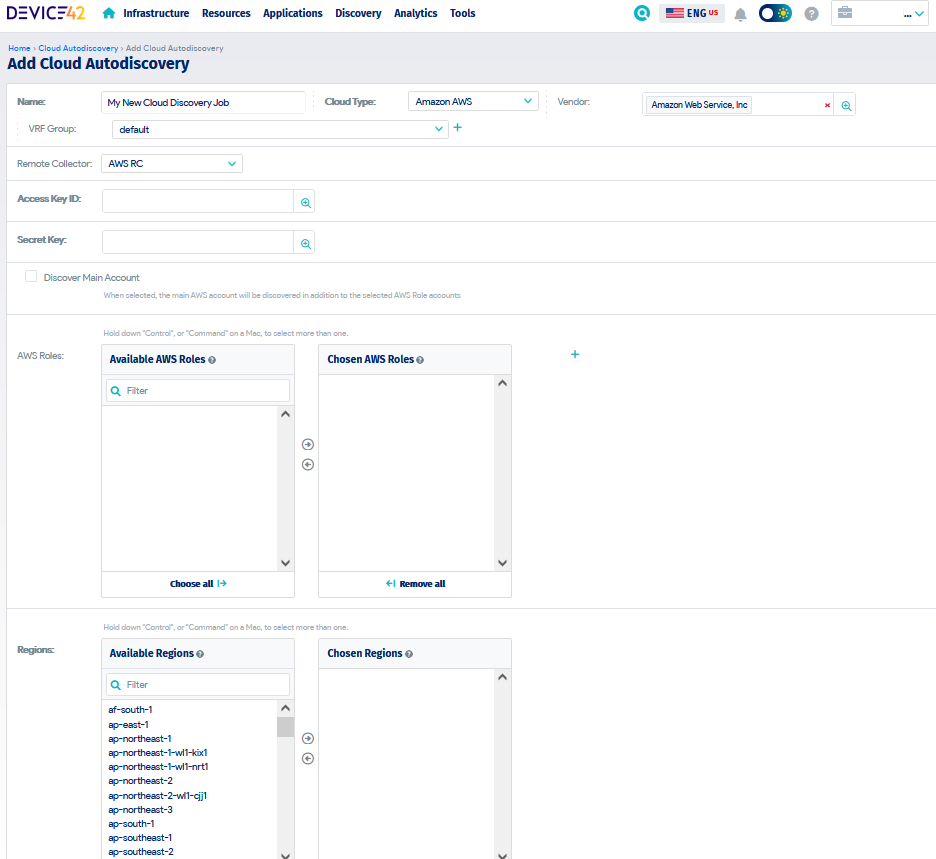 DEVICE42 Infrastructure Resources Applications Discovery Analytics Tools ENG US ...
Home › Cloud Autodiscovery › Add Cloud Autodiscovery
Add Cloud Autodiscovery
Name: My New Cloud Discovery Job Cloud Type: Amazon AWS Vendor: Amazon Web Service, Inc
VRF Group: default
Remote Collector: AWS RC
Access Key ID:
Secret Key:
Discover Main Account
When selected, the main AWS account will be discovered in addition to the selected AWS Role accounts
Hold down "Control", or "Command" on a Mac, to select more than one.
AWS Roles: Available AWS Roles Chosen AWS Roles
Filter
Choose all Remove all
Hold down "Control", or "Command" on a Mac, to select more than one.
Regions: Available Regions Chosen Regions
Filter
af-south-1
ap-east-1
ap-northeast-1
ap-northeast-1-wl1-kix1
ap-northeast-1-wl1-nrt1
ap-northeast-2
ap-northeast-2-wl1-cjj1
ap-northeast-3
ap-south-1
ap-southeast-1
ap-southeast-2